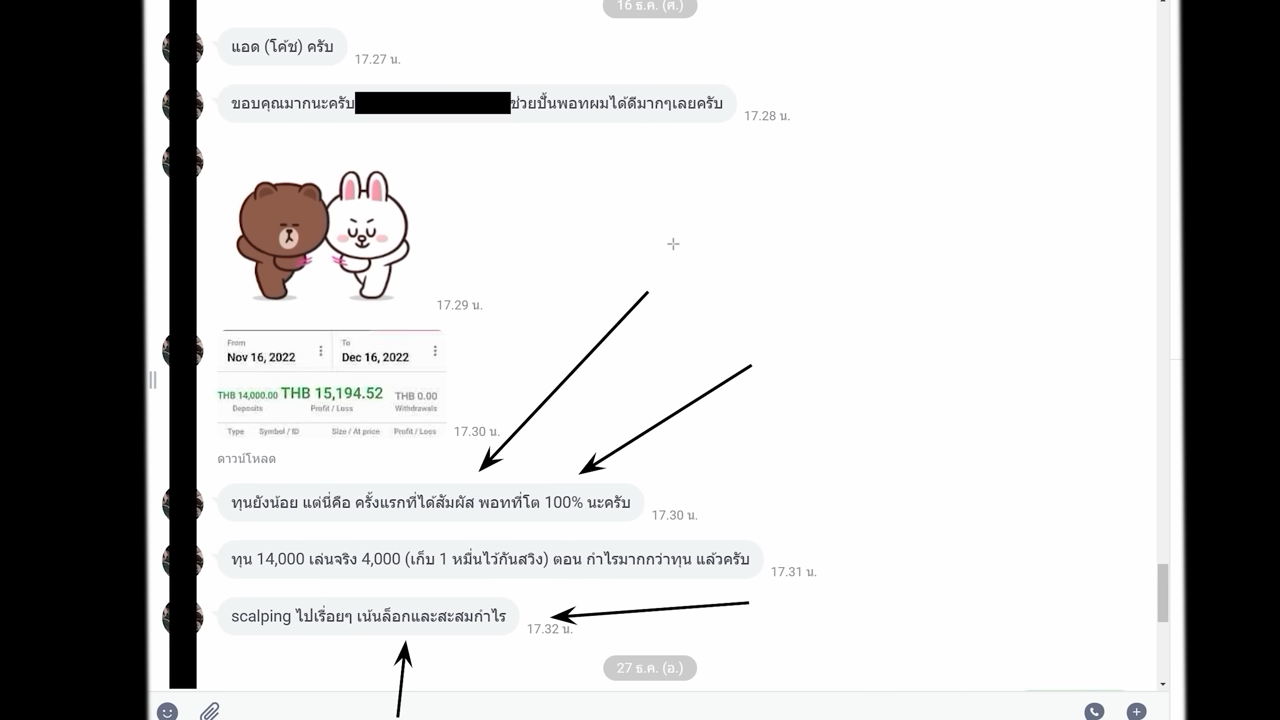 16 ธ.ค. (ศ.)
แอด (โค้ช) ครับ
17.27 น.
ขอบคุณมากนะครับ ช่วยปั้นพอทผมได้ดีมากๆเลยครับ
17.28 น.
17.29 น.
From
Nov 16, 2022
To
Dec 16, 2022
THB 14,000.00 THB 15,194.52 THB 0.00
Deposits Profit / Loss Withdrawals
Type Symbol / ID Size / At price Profit / Loss
17.30 น.
ดาวน์โหลด
ทุนยังน้อย แต่นี่คือ ครั้งแรกที่ได้สัมผัส พอทที่โต 100% นะครับ
17.30 น.
ทุน 14,000 เล่นจริง 4,000 (เก็บ 1 หมื่นไว้กันสวิง) ตอน กำไรมากกว่าทุน แล้วครับ
17.31 น.
scalping ไปเรื่อยๆ เน้นล็อกและสะสมกำไร
17.32 น.
27 ธ.ค. (อ.)